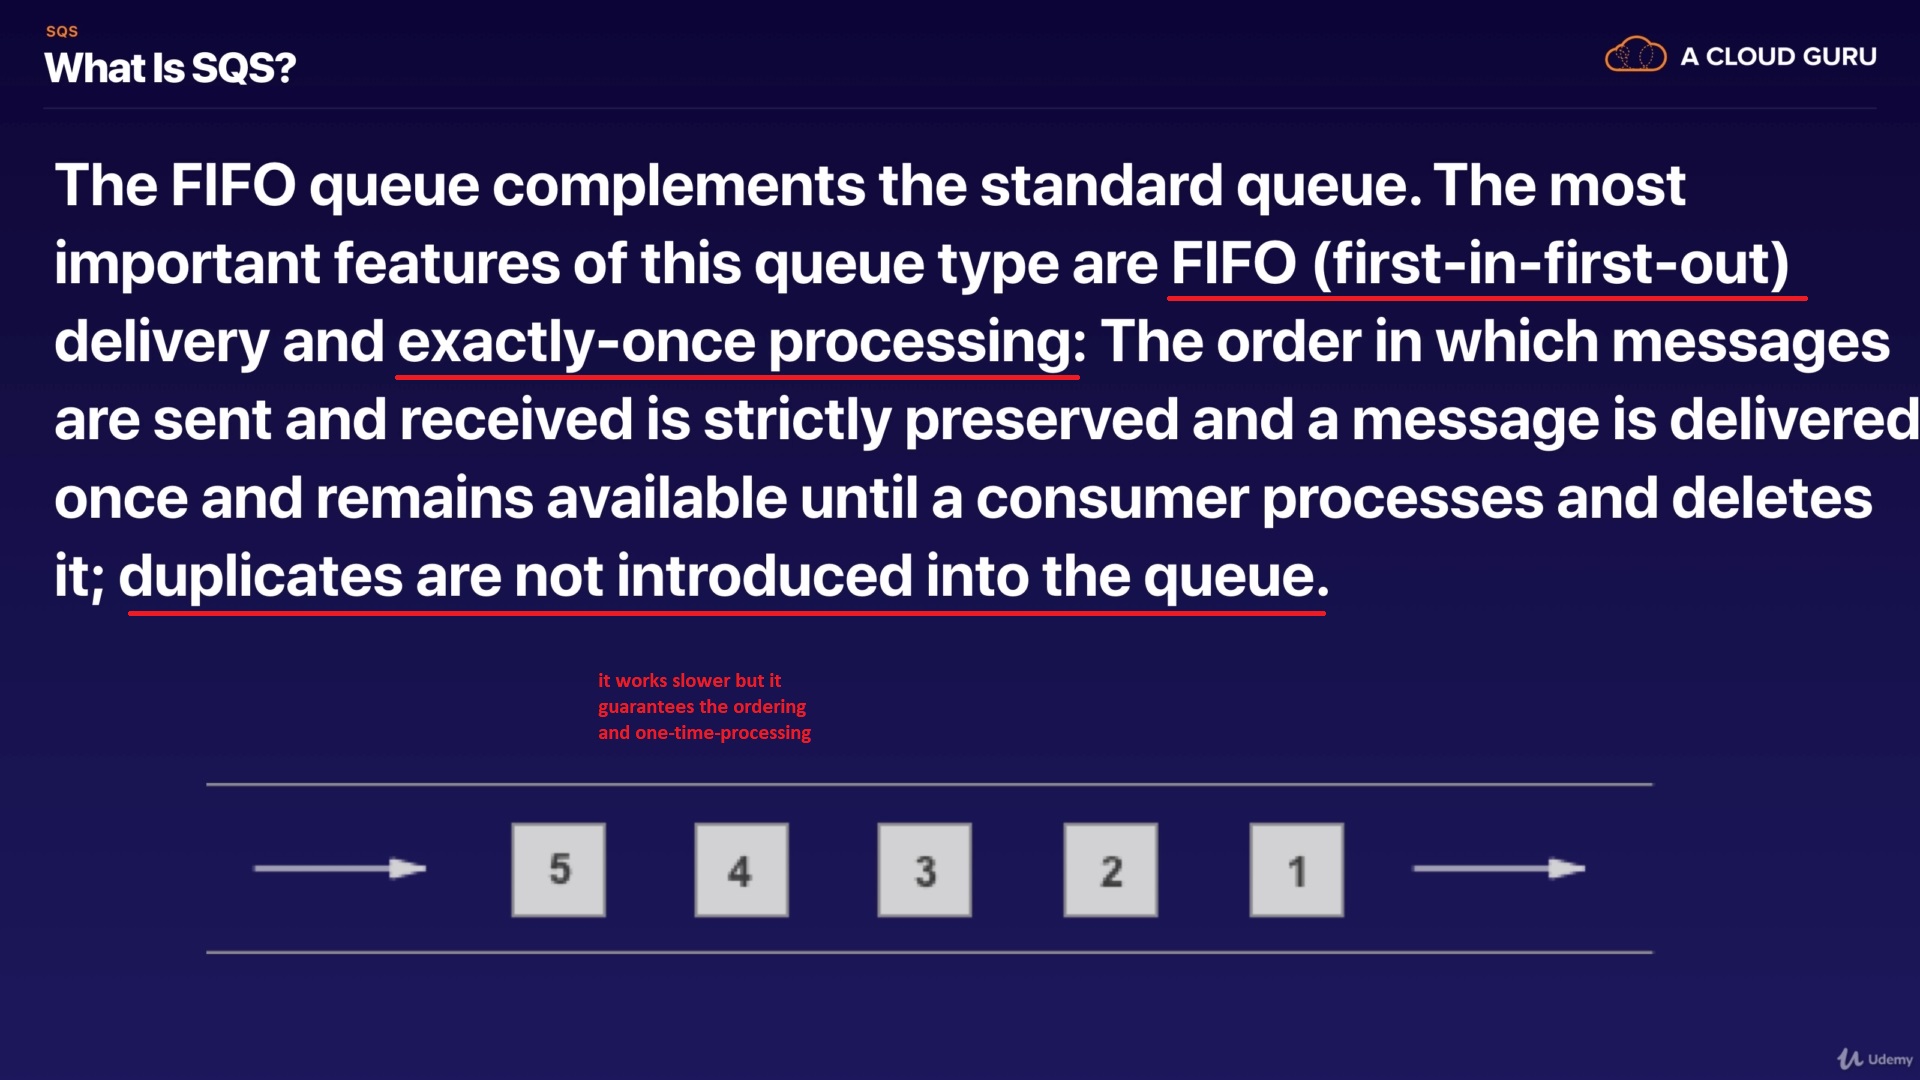 SQS
What Is SQS?
A CLOUD GURU
The FIFO queue complements the standard queue. The most
important features of this queue type are FIFO (first-in-first-out)
delivery and exactly-once processing: The order in which messages
are sent and received is strictly preserved and a message is delivered
once and remains available until a consumer processes and deletes
it; duplicates are not introduced into the queue.
it works slower but it
guarantees the ordering
and one-time-processing
5 4 3 2 1
Udemy